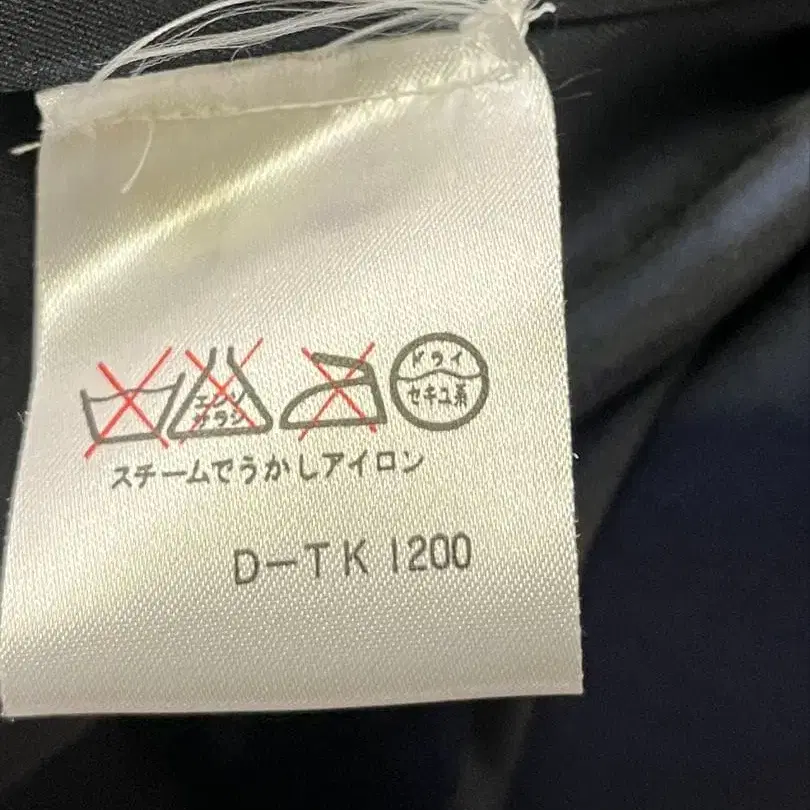 エンソ
サラシ
ドライ
セキユ系
スチームでうかしアイロン
D-TK 1200